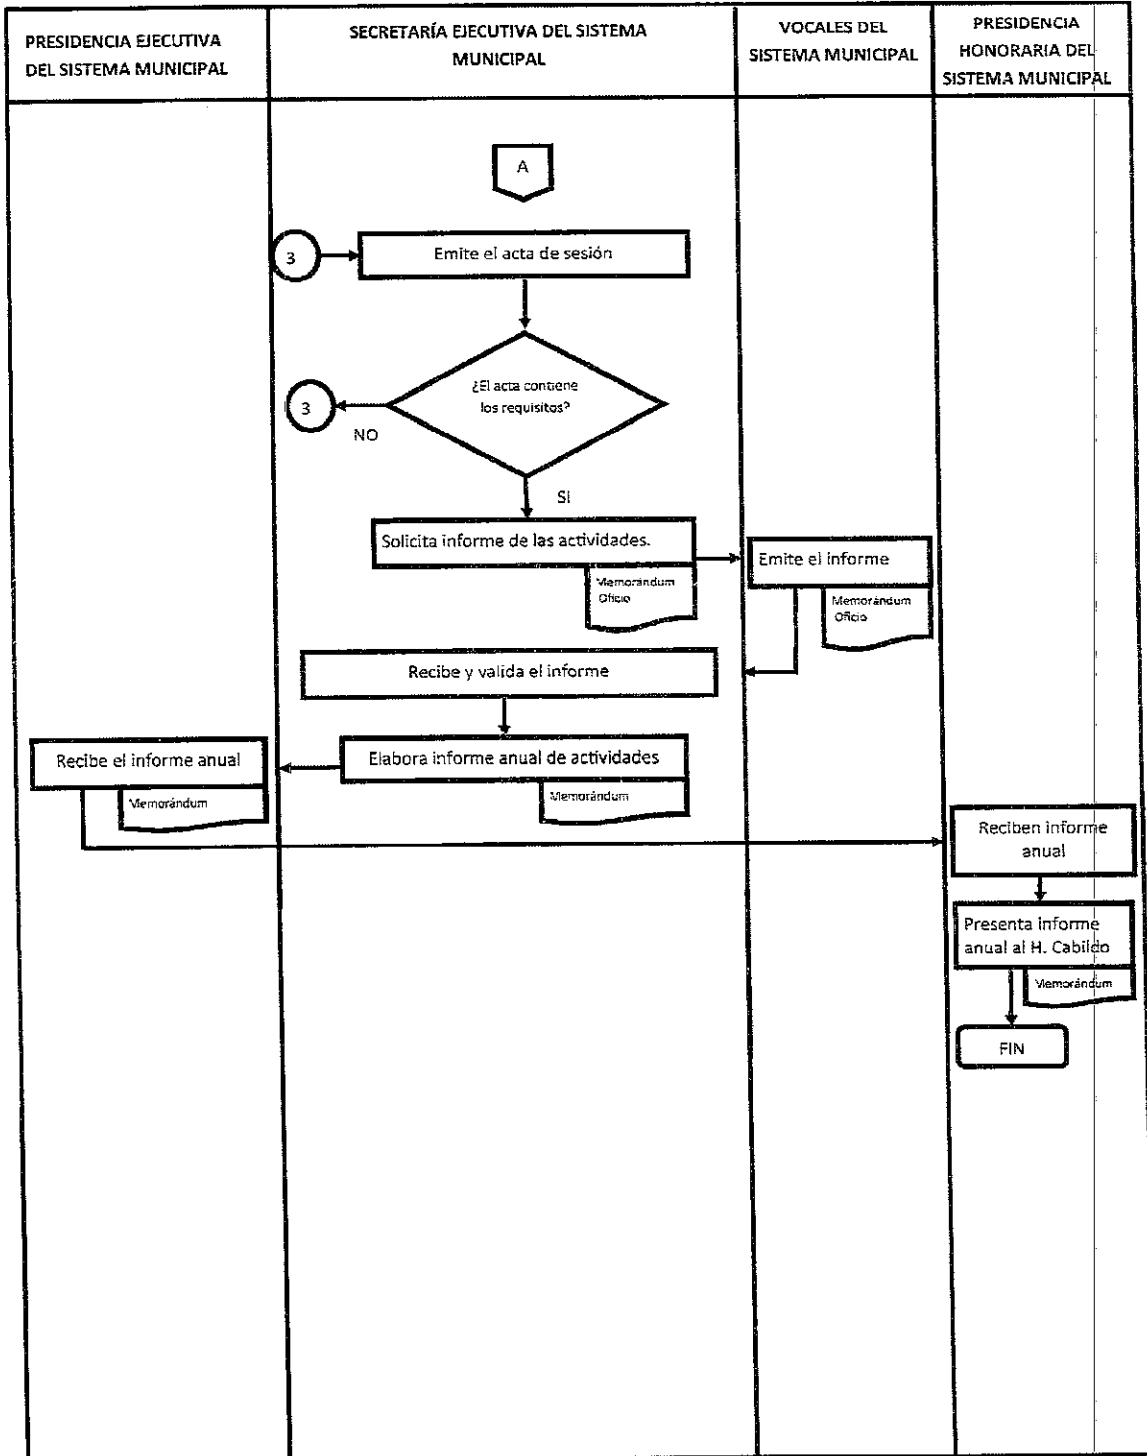 PRESIDENCIA EJECUTIVA
DEL SISTEMA MUNICIPAL
SECRETARÍA EJECUTIVA DEL SISTEMA
MUNICIPAL
VOCALES DEL
SISTEMA MUNICIPAL
PRESIDENCIA
HONORARIA DEL
SISTEMA MUNICIPAL
A
3
Emite el acta de sesión
¿El acta contiene
los requisitos?
3
NO
SI
Solicita informe de las actividades.
Memorándum
Oficio
Emite el informe
Memorándum
Oficio
Recibe y valida el informe
Elabora informe anual de actividades
Memorándum
Recibe el informe anual
Memorándum
Reciben informe
anual
Presenta informe
anual al H. Cabildo
Memorándum
FIN